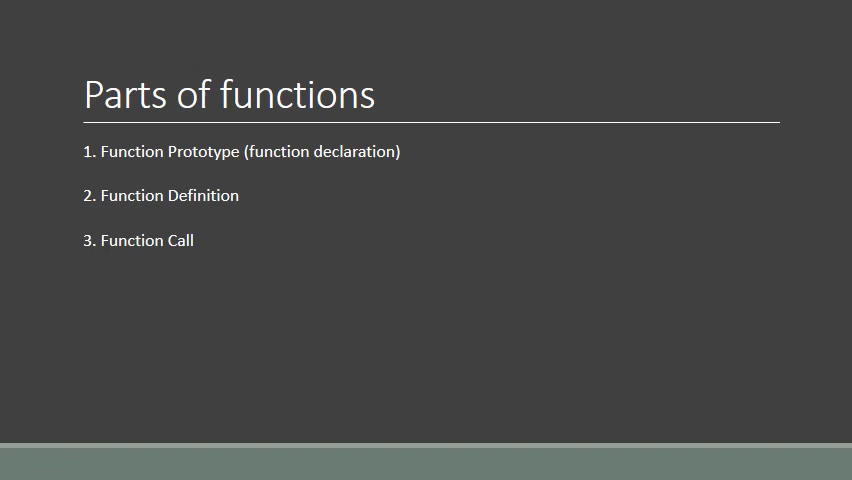 Parts of functions
1. Function Prototype (function declaration)
2. Function Definition
3. Function Call